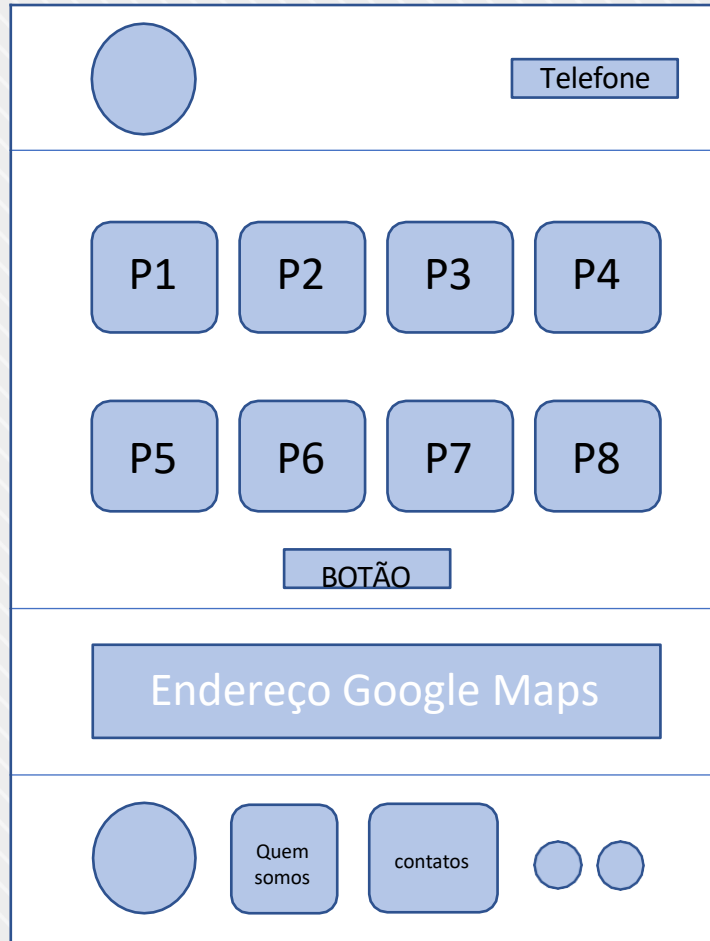 Telefone
P1 P2 P3 P4
P5 P6 P7 P8
BOTÃO
Endereço Google Maps
Quem
somos
contatos